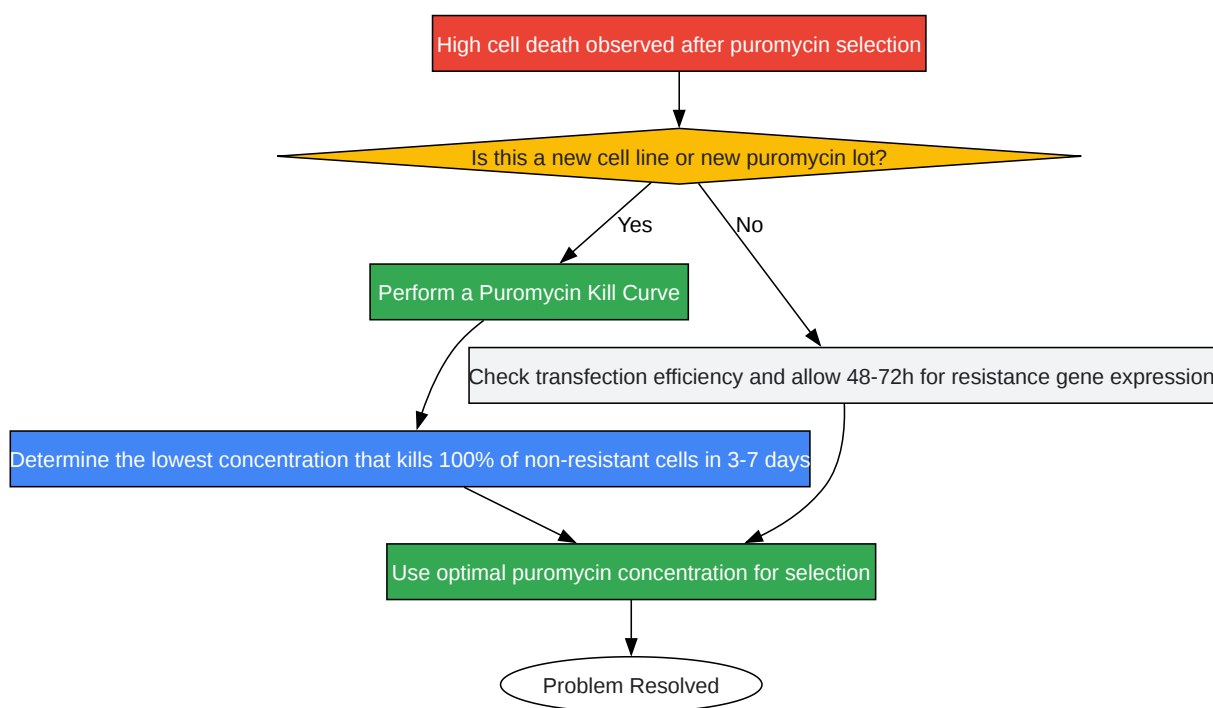 High cell death observed after puromycin selection
Is this a new cell line or new puromycin lot?
Yes
No
Perform a Puromycin Kill Curve
Check transfection efficiency and allow 48-72h for resistance gene expression
Determine the lowest concentration that kills 100% of non-resistant cells in 3-7 days
Use optimal puromycin concentration for selection
Problem Resolved